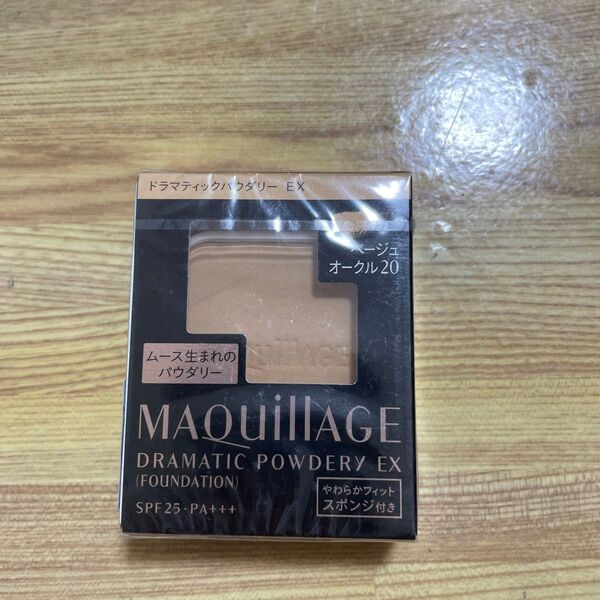 ドラマティックパウダリー EX
ベージュ
オークル20
QuillAGE
ムース生まれの
パウダリー
MAQuillAGE
DRAMATIC POWDERY EX
(FOUNDATION)
SPF25・PA+++
やわらかフィット
スポンジ付き